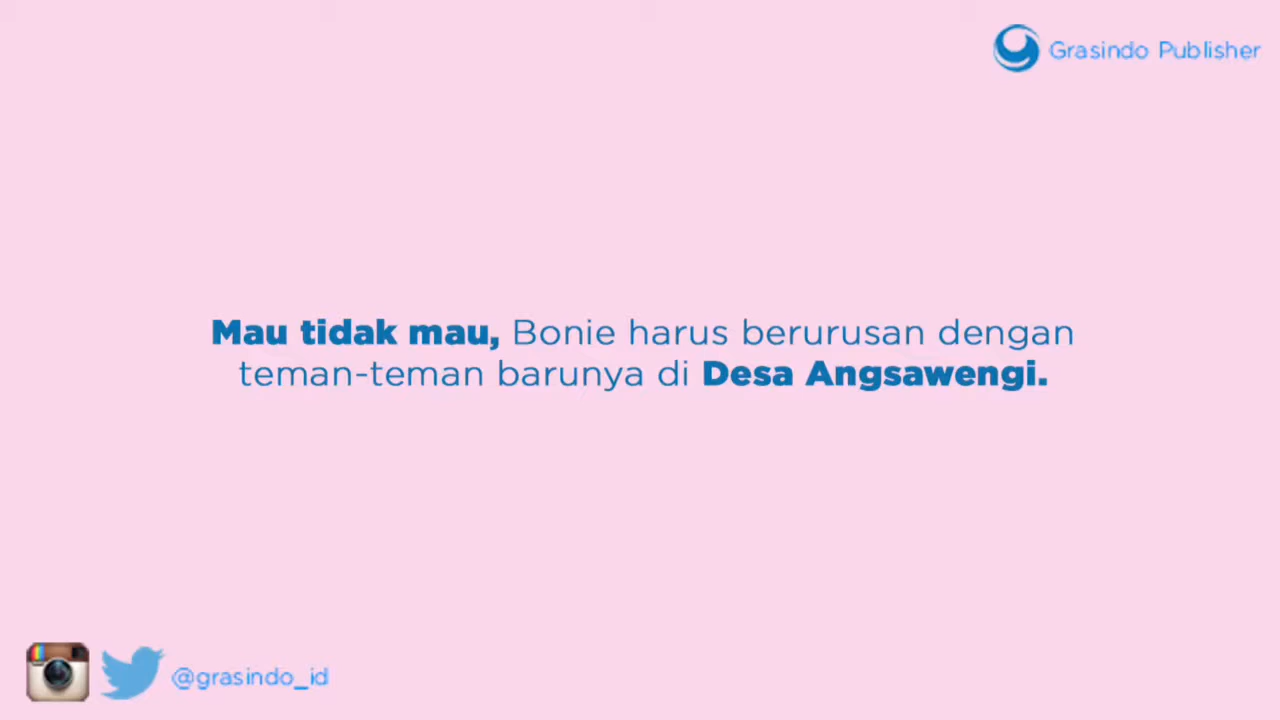 Grasindo Publisher
Mau tidak mau, Bonie harus berurusan dengan
teman-teman barunya di Desa Angsawengi.
@grasindo_id